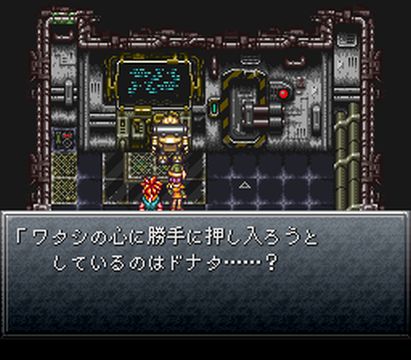 「ワタシの心に勝手に押し入ろうと
しているのはドナタ……？